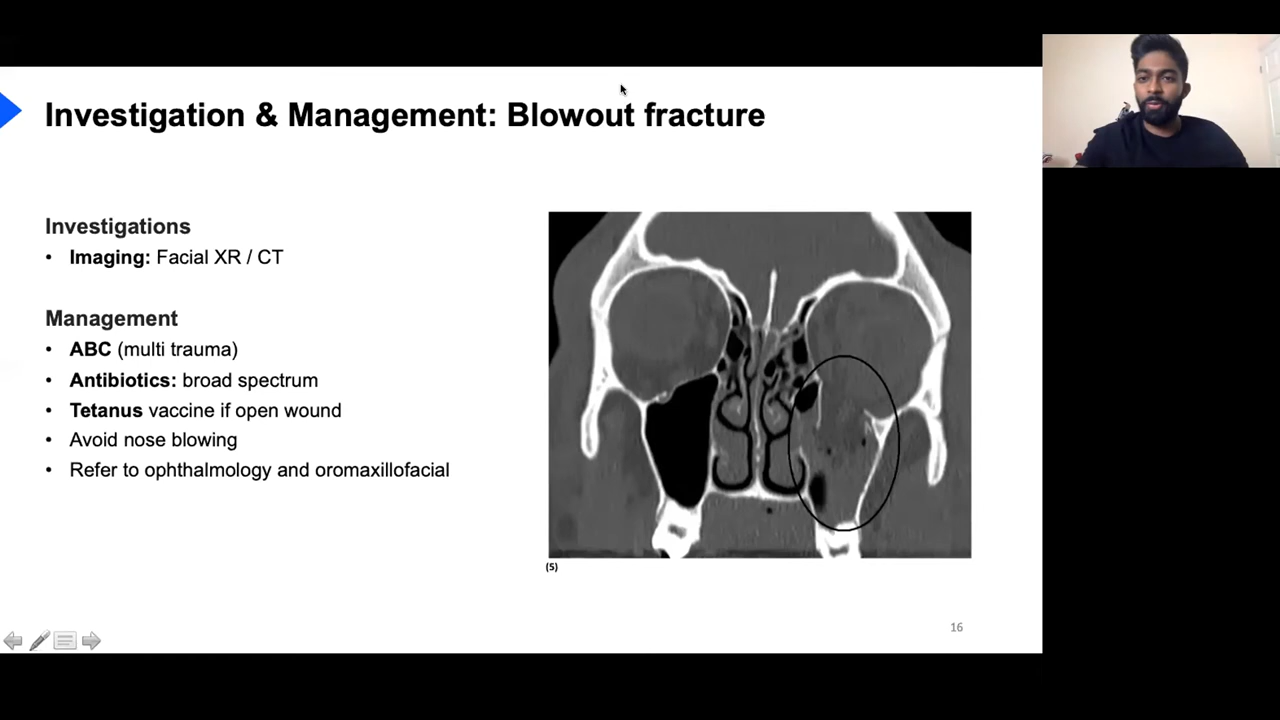 Investigation & Management: Blowout fracture
Investigations
• Imaging: Facial XR / CT
Management
• ABC (multi trauma)
• Antibiotics: broad spectrum
• Tetanus vaccine if open wound
• Avoid nose blowing
• Refer to ophthalmology and oromaxillofacial
(5)
16